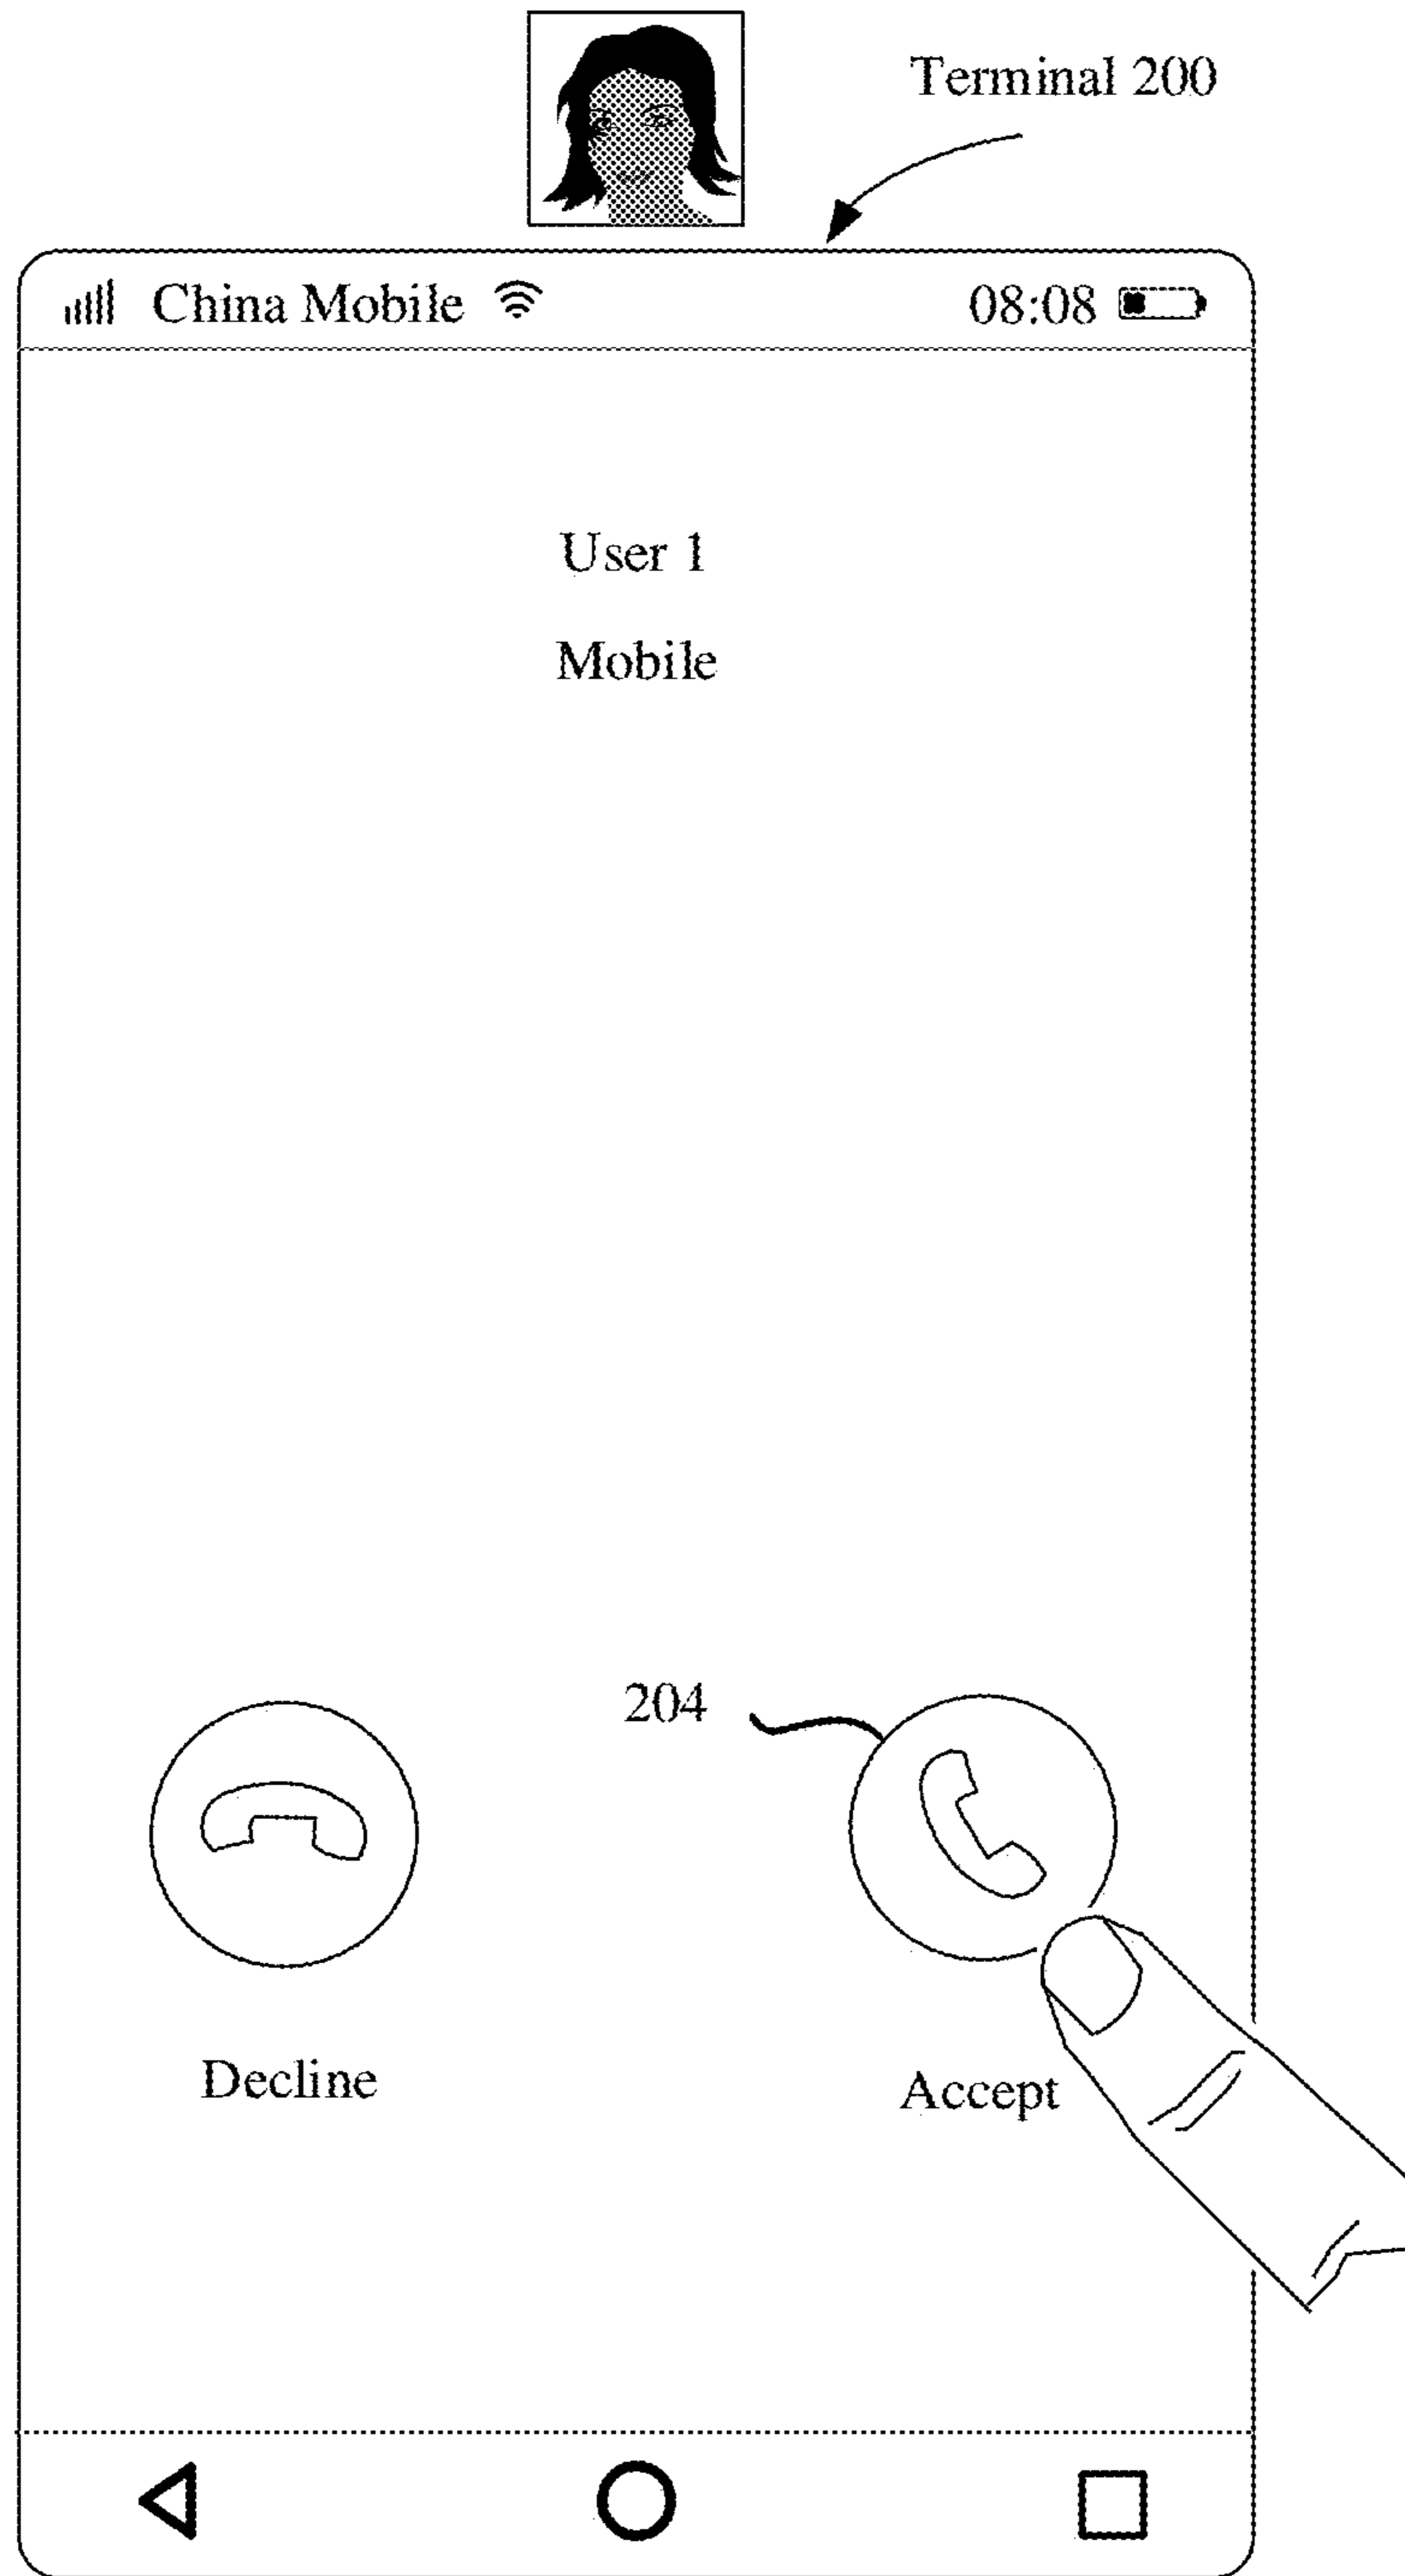 Terminal 200
China Mobile 08:08
User 1
Mobile
204
Decline
Accept